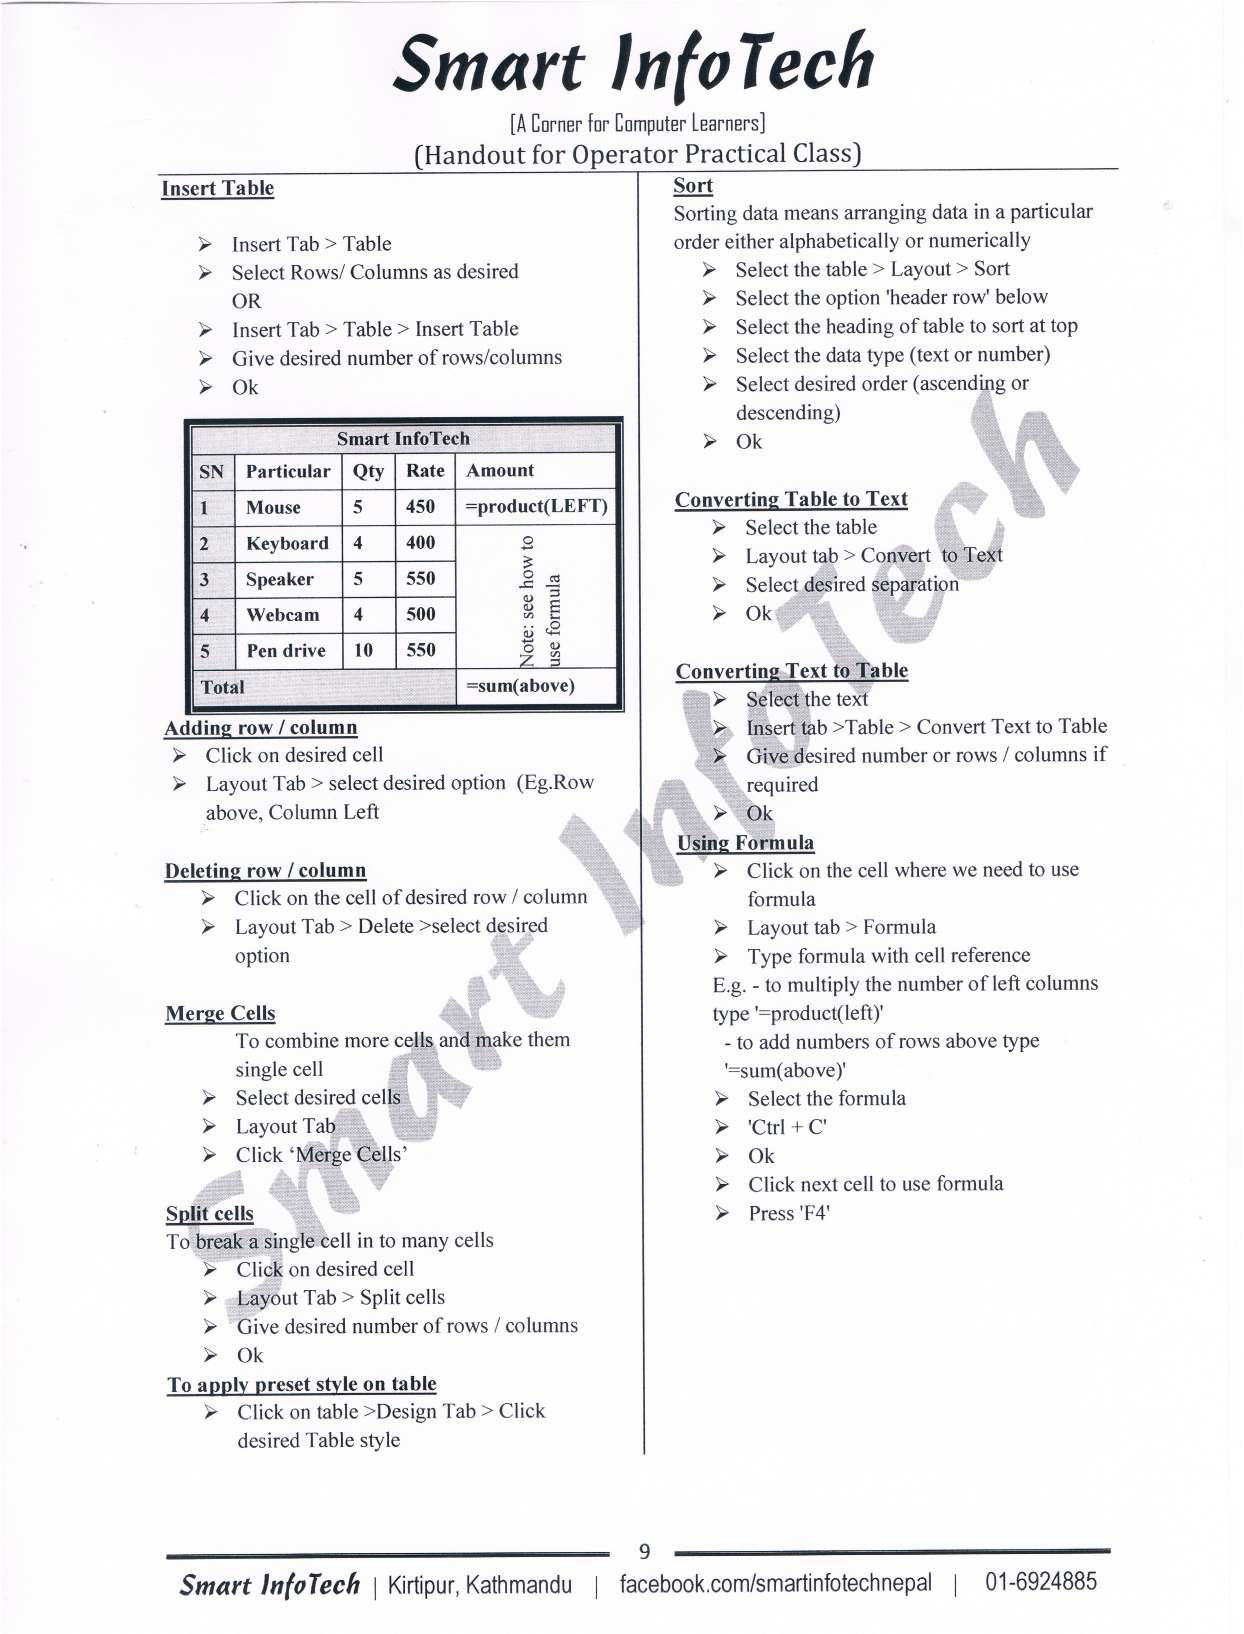 Smart InfoTech
[A Corner for Computer Learners]
(Handout for Operator Practical Class)
Insert Table
➢ Insert Tab > Table
➢ Select Rows/ Columns as desired
OR
➢ Insert Tab > Table > Insert Table
➢ Give desired number of rows/columns
➢ Ok
Smart InfoTech
SN Particular Qty Rate Amount
1 Mouse 5 450 =product(LEFT)
2 Keyboard 4 400
3 Speaker 5 550
4 Webcam 4 500
5 Pen drive 10 550
Note: see how to
use formula
Total =sum(above)
Adding row / column
➢ Click on desired cell
➢ Layout Tab > select desired option (Eg.Row
above, Column Left
Deleting row / column
➢ Click on the cell of desired row / column
➢ Layout Tab > Delete >select desired
option
Merge Cells
To combine more cells and make them
single cell
➢ Select desired cells
➢ Layout Tab
➢ Click ‘Merge Cells’
Split cells
To break a single cell in to many cells
➢ Click on desired cell
➢ Layout Tab > Split cells
➢ Give desired number of rows / columns
➢ Ok
To apply preset style on table
➢ Click on table >Design Tab > Click
desired Table style
Sort
Sorting data means arranging data in a particular
order either alphabetically or numerically
➢ Select the table > Layout > Sort
➢ Select the option 'header row' below
➢ Select the heading of table to sort at top
➢ Select the data type (text or number)
➢ Select desired order (ascending or
descending)
➢ Ok
Converting Table to Text
➢ Select the table
➢ Layout tab > Convert to Text
➢ Select desired separation
➢ Ok
Converting Text to Table
➢ Select the text
➢ Insert tab >Table > Convert Text to Table
➢ Give desired number or rows / columns if
required
➢ Ok
Using Formula
➢ Click on the cell where we need to use
formula
➢ Layout tab > Formula
➢ Type formula with cell reference
E.g. - to multiply the number of left columns
type '=product(left)'
- to add numbers of rows above type
'=sum(above)'
➢ Select the formula
➢ 'Ctrl + C'
➢ Ok
➢ Click next cell to use formula
➢ Press 'F4'
Smart InfoTech
9
Smart InfoTech | Kirtipur, Kathmandu | facebook.com/smartinfotechnepal | 01-6924885